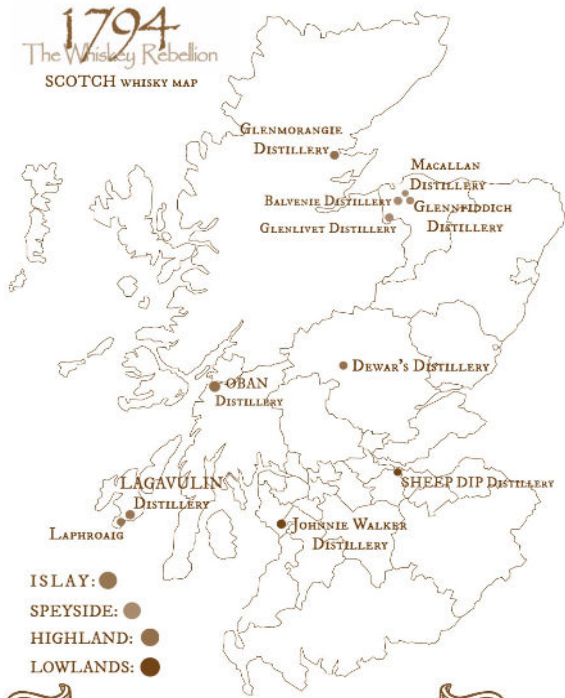 1794
The Whiskey Rebellion
SCOTCH WHISKY MAP
GLENMORANGIE
DISTILLERY
MACALLAN
DISTILLERY
BALVENIE DISTILLERY
GLENNFIDDICH
DISTILLERY
GLENLIVET DISTILLERY
DEWAR'S DISTILLERY
OBAN
DISTILLERY
SHEEP DIP DISTILLERY
LAGAVULIN
DISTILLERY
LAPHROAIG
JOHNNIE WALKER
DISTILLERY
ISLAY:
SPEYSIDE:
HIGHLAND:
LOWLANDS: